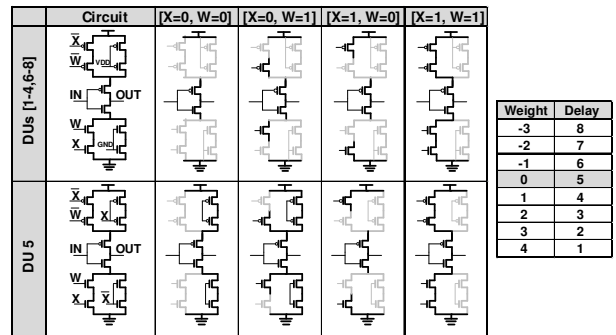 Circuit [X=0, W=0] [X=0, W=1] [X=1, W=0] [X=1, W=1]
DUs [1-4,6-8]
X̅
W̅ VDD
IN OUT
W
X GND
DU 5
X̅
W̅ X
IN OUT
W
X X̅
Weight Delay
-3 8
-2 7
-1 6
0 5
1 4
2 3
3 2
4 1